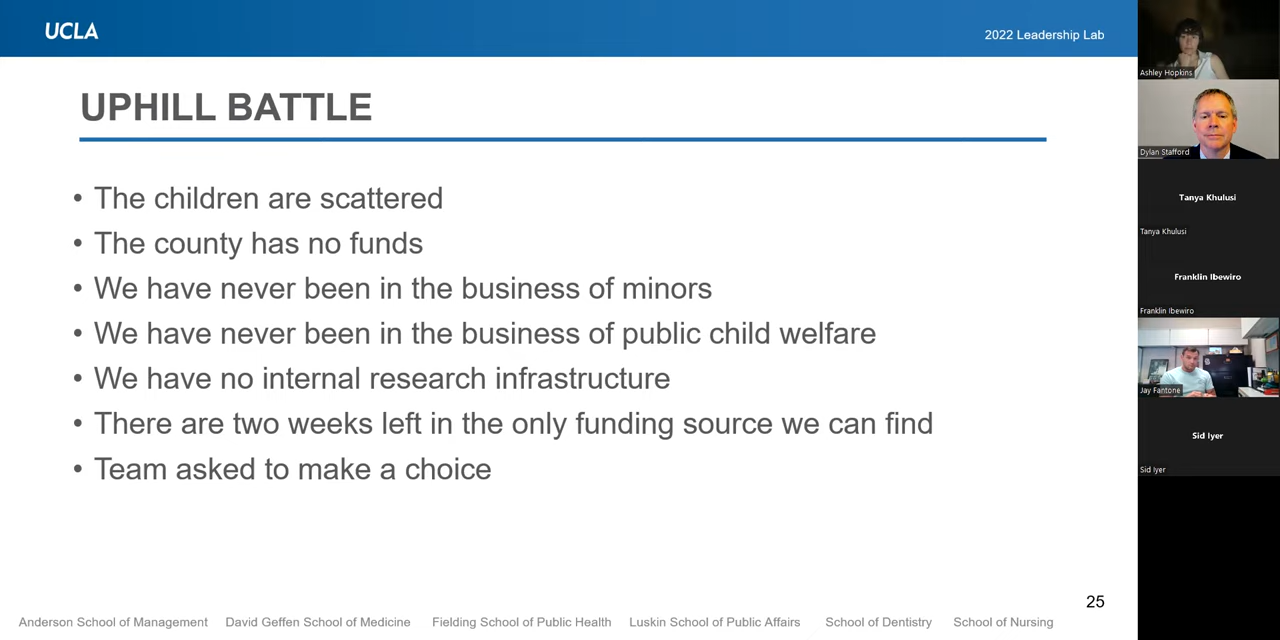 UCLA
2022 Leadership Lab
UPHILL BATTLE
• The children are scattered
• The county has no funds
• We have never been in the business of minors
• We have never been in the business of public child welfare
• We have no internal research infrastructure
• There are two weeks left in the only funding source we can find
• Team asked to make a choice
25
Anderson School of Management David Geffen School of Medicine Fielding School of Public Health Luskin School of Public Affairs School of Dentistry School of Nursing
Ashley Hopkins
Dylan Stafford
Tanya Khulusi
Tanya Khulusi
Franklin Ibewiro
Franklin Ibewiro
Jay Fantone
Sid Iyer
Sid Iyer